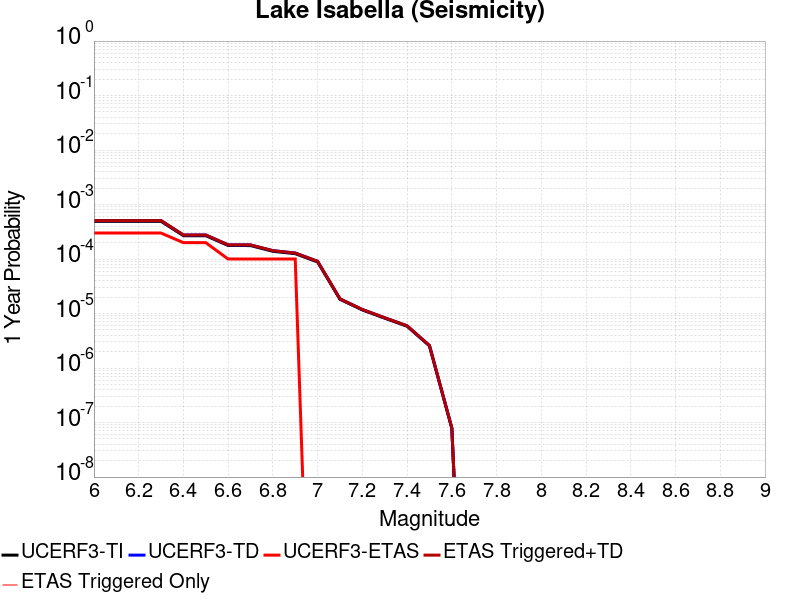 Lake Isabella (Seismicity)
10^0
10^-1
10^-2
10^-3
10^-4
10^-5
10^-6
10^-7
10^-8
1 Year Probability
6 6.2 6.4 6.6 6.8 7 7.2 7.4 7.6 7.8 8 8.2 8.4 8.6 8.8 9
Magnitude
UCERF3-TI UCERF3-TD UCERF3-ETAS ETAS Triggered+TD
ETAS Triggered Only